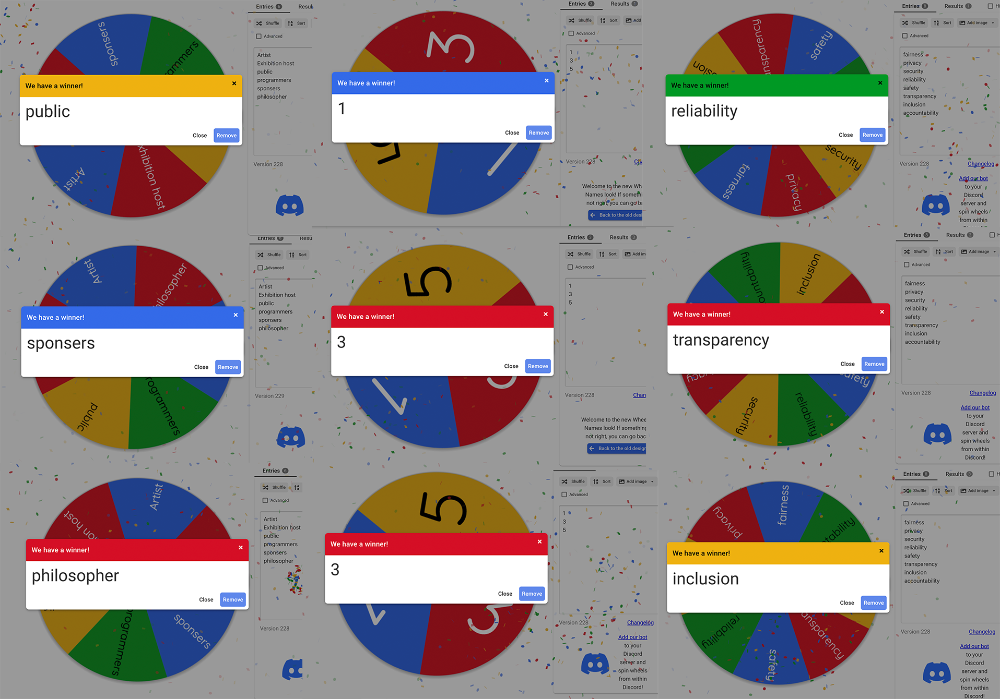 sponsers
rammers
Artist
xhibition host
We have a winner!
public
Close
Remove
Entries 6
Resul
Shuffle
Sort
Advanced
Artist
Exhibition host
public
programmers
sponsers
philosopher
Version 228
3
5
1
We have a winner!
1
Close
Remove
Entries 3
Results 1
Shuffle
Sort
Add
Advanced
1
3
5
Version 228
Cha
Welcome to the new Wh
Names look! If somethi
not right, you can go ba
Back to the old desi
nsparency
safety
usion
security
privacy
fairness
We have a winner!
reliability
Close
Remove
Entries 8
Results 1
Hi
Shuffle
Sort
Add image
Advanced
fairness
privacy
security
reliability
safety
transparency
inclusion
accountability
Version 228
Changelog
Add our bot
to your
Discord
server and
spin wheels
from within
Artist
hilosopher
public
rogrammers
We have a winner!
sponsers
Close
Remove
Entries 6
Resu
Shuffle
Sort
Advanced
Artist
Exhibition host
public
programmers
sponsers
philosopher
Version 229
5
1
We have a winner!
3
Close
Remove
Entries 3
Results 3
Shuffle
Sort
Add im
Advanced
1
3
5
Version 228
Chan
Welcome to the new Whee
Names look! If something
not right, you can go bac
Back to the old design
ountability
inclusion
security
reliability
safety
We have a winner!
transparency
Close
Remove
Entries 8
Results 2
H
Shuffle
Sort
Add image
Advanced
fairness
privacy
security
reliability
safety
transparency
inclusion
accountability
Version 228
Changelog
Add our bot
to your
Discord
server and
spin wheels
from within
Discord!
ion host
Artist
rogrammers
sponsers
We have a winner!
philosopher
Close
Remove
Entries 6
Shuffle
Advanced
Artist
Exhibition host
public
programmers
sponsers
philosopher
Version 228
5
1
3
We have a winner!
3
Close
Remove
Shuffle
Sort
Add image
Advanced
1
3
5
Version 228
Changelog
Add our bot
to your
Discord
server and
spin wheels
from within
Discord!
privacy
fairness
ntability
reliability
safety
ansparency
We have a winner!
inclusion
Close
Remove
Entries 8
Results 3
H
Shuffle
Sort
Add image
Advanced
fairness
privacy
security
reliability
safety
transparency
inclusion
accountability
Version 228
Changelog
Add our bot
to your
Discord
server and
spin wheels
from within
Discord!